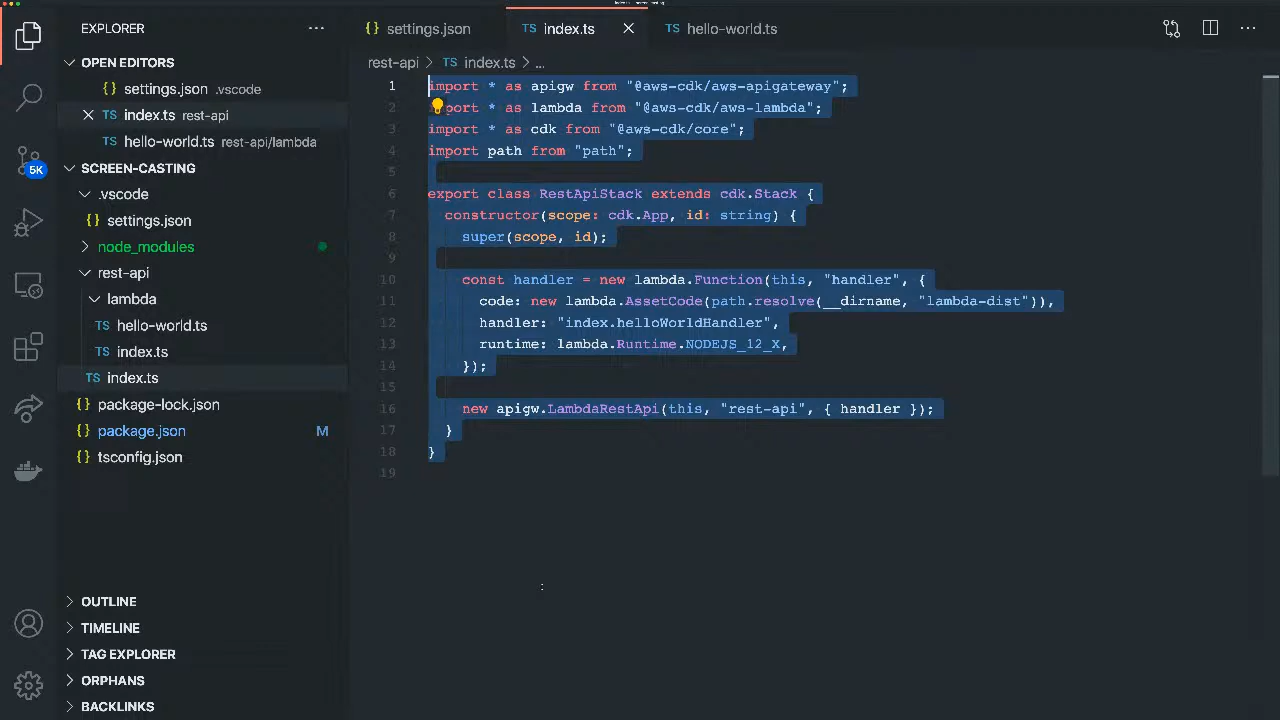 EXPLORER
OPEN EDITORS
settings.json .vscode
index.ts rest-api
hello-world.ts rest-api/lambda
SCREEN-CASTING
.vscode
settings.json
node_modules
rest-api
lambda
hello-world.ts
index.ts
index.ts
package-lock.json
package.json M
tsconfig.json
OUTLINE
TIMELINE
TAG EXPLORER
ORPHANS
BACKLINKS
5K
settings.json
TS index.ts
TS hello-world.ts
rest-api > TS index.ts > ...
1 import * as apigw from "@aws-cdk/aws-apigateway";
2 import * as lambda from "@aws-cdk/aws-lambda";
3 import * as cdk from "@aws-cdk/core";
4 import path from "path";
5
6 export class RestApiStack extends cdk.Stack {
7 constructor(scope: cdk.App, id: string) {
8 super(scope, id);
9
10 const handler = new lambda.Function(this, "handler", {
11 code: new lambda.AssetCode(path.resolve(__dirname, "lambda-dist")),
12 handler: "index.helloWorldHandler",
13 runtime: lambda.Runtime.NODEJS_12_X,
14 });
15
16 new apigw.LambdaRestApi(this, "rest-api", { handler });
17 }
18 }
19